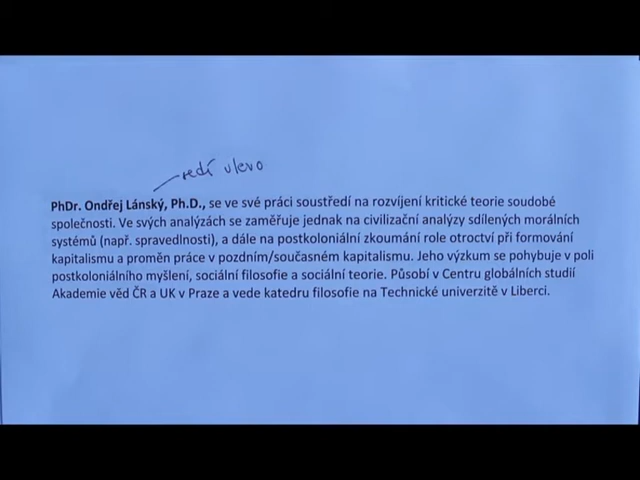 sedí vlevo
PhDr. Ondřej Lánský, Ph.D., se ve své práci soustředí na rozvíjení kritické teorie soudobé
společnosti. Ve svých analýzách se zaměřuje jednak na civilizační analýzy sdílených morálních
systémů (např. spravedlnosti), a dále na postkoloniální zkoumání role otroctví při formování
kapitalismu a proměn práce v pozdním/současném kapitalismu. Jeho výzkum se pohybuje v poli
postkoloniálního myšlení, sociální filosofie a sociální teorie. Působí v Centru globálních studií
Akademie věd ČR a UK v Praze a vede katedru filosofie na Technické univerzitě v Liberci.